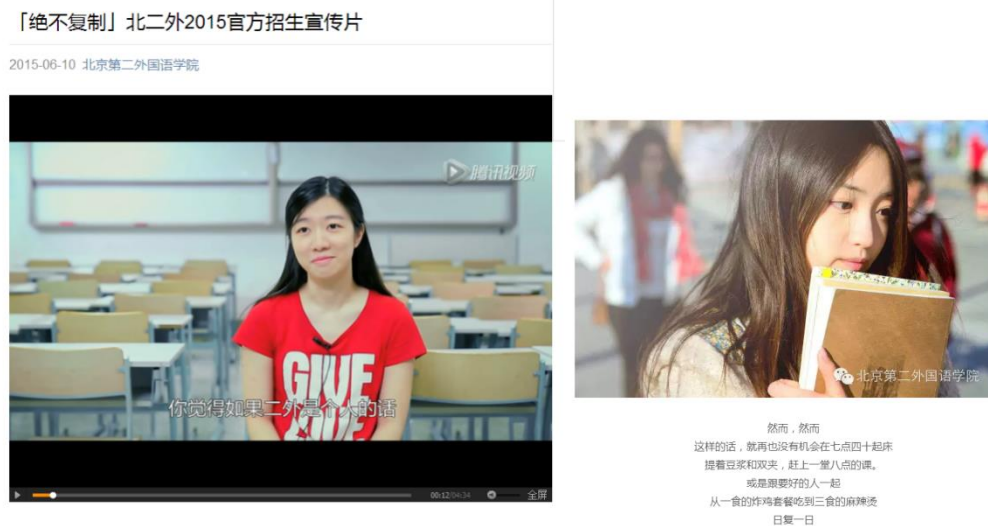 「绝不复制」北二外2015官方招生宣传片
2015-06-10 北京第二外国语学院
腾讯视频
GIVE
LOVE
你觉得如果二外是个人的话
00:12/04:34 全屏
北京第二外国语学院
然而，然而
这样的话，就再也没有机会在七点四十起床
提着豆浆和双夹，赶上一堂八点的课。
或是跟要好的人一起
从一食的炸鸡套餐吃到三食的麻辣烫
日复一日